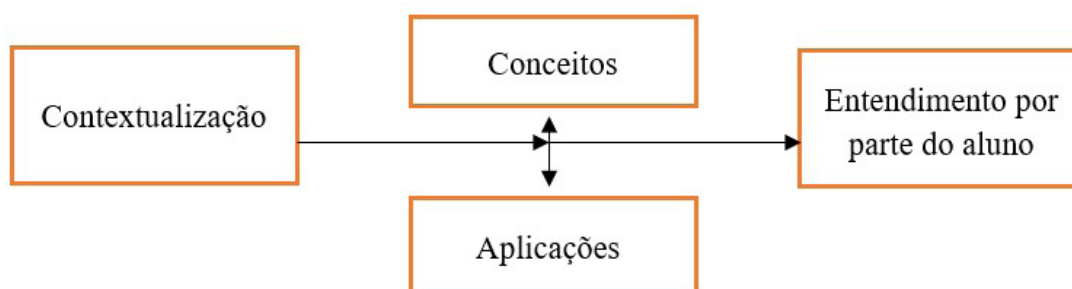 Contextualização
Conceitos
Aplicações
Entendimento por
parte do aluno